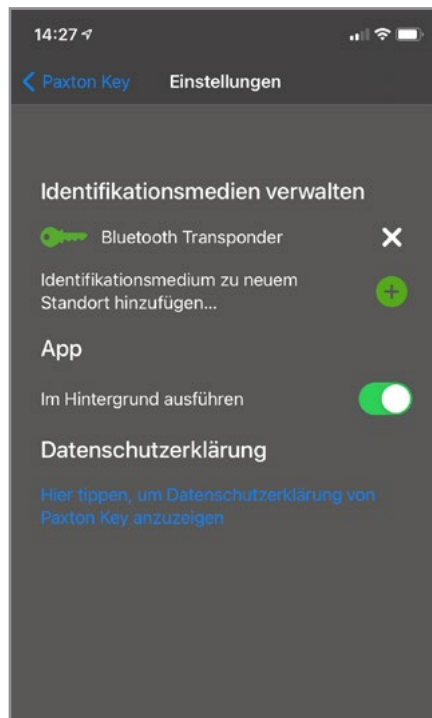 14:27
Paxton Key Einstellungen
Identifikationsmedien verwalten
Bluetooth Transponder
Identifikationsmedium zu neuem
Standort hinzufügen...
App
Im Hintergrund ausführen
Datenschutzerklärung
Hier tippen, um Datenschutzerklärung von
Paxton Key anzuzeigen